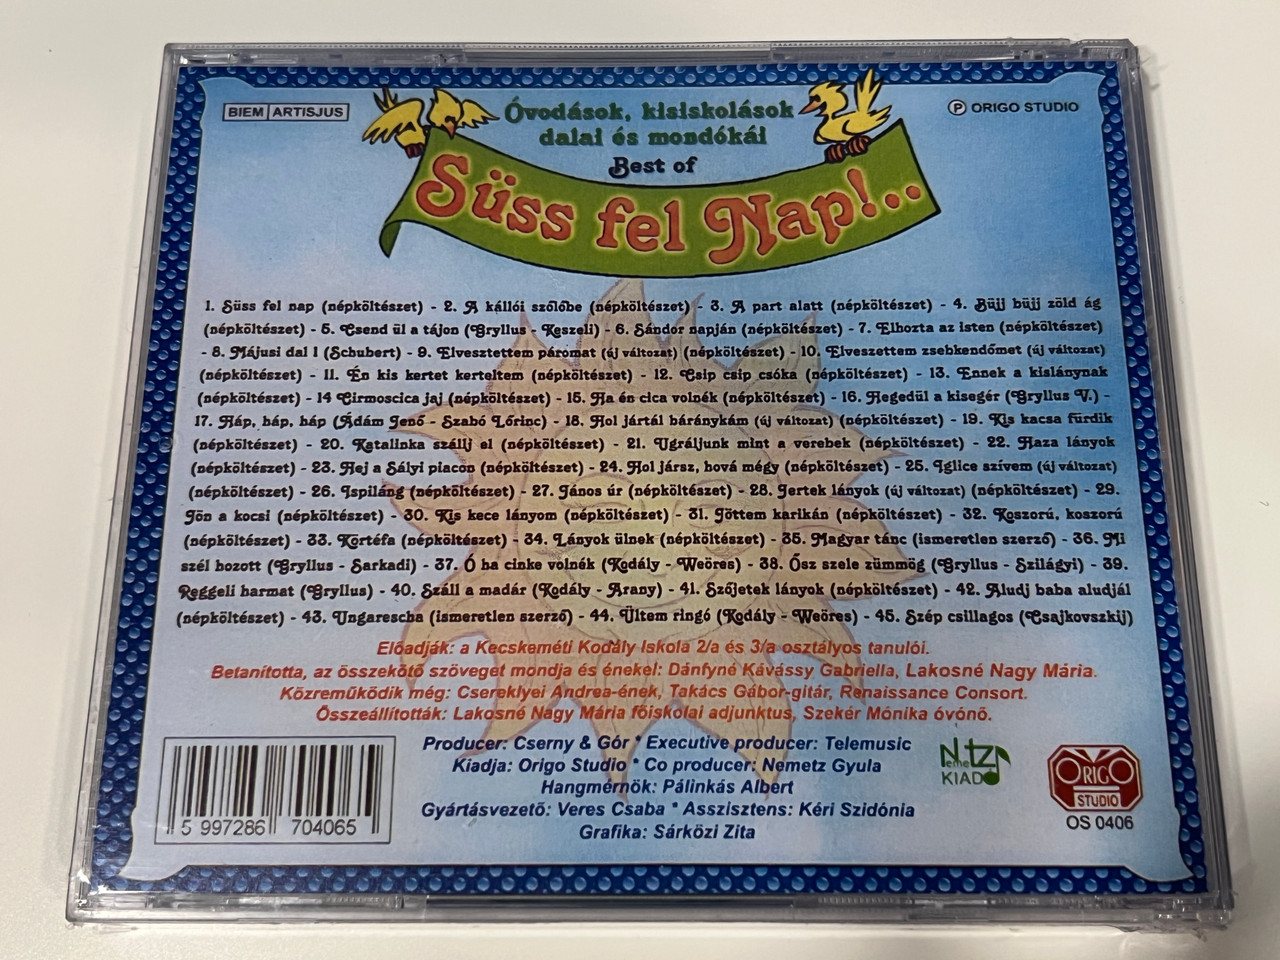 BIEM ARTISJUS
Óvodások, kisiskolások
dalai és mondókái
℗ ORIGO STUDIO
Best of
Süss fel Nap!..
1. Süss fel nap (népköltészet) - 2. A kállói szőlőbe (népköltészet) - 3. A part alatt (népköltészet) - 4. Bújj bújj zöld ág
(népköltészet) - 5. Csend ül a tájon (Gryllus - Keszeli) - 6. Sándor napján (népköltészet) - 7. Elhozta az isten (népköltészet)
- 8. Májusi dal I (Schubert) - 9. Elvesztettem páromat (új változat) (népköltészet) - 10. Elveszettem zsebkendőmet (új változat)
(népköltészet) - 11. Én kis kertet kerteltem (népköltészet) - 12. Csip csip csóka (népköltészet) - 13. Ennek a kislánynak
(népköltészet) - 14 Cirmoscica jaj (népköltészet) - 15. Ha én cica volnék (népköltészet) - 16. Hegedül a kisegér (Gryllus V.) -
17. Háp, háp, háp (Ádám Jenő - Szabó Lőrinc) - 18. Hol jártál báránykám (új változat) (népköltészet) - 19. Kis kacsa fürdik
(népköltészet) - 20. Katalinka szállj el (népköltészet) - 21. Ugráljunk mint a verebek (népköltészet) - 22. Haza lányok
(népköltészet) - 23. Hej a Sályi piacon (népköltészet) - 24. Hol jársz, hová mégy (népköltészet) - 25. Iglice szívem (új változat)
(népköltészet) - 26. Ispiláng (népköltészet) - 27. János úr (népköltészet) - 28. Jertek lányok (új változat) (népköltészet) - 29.
Jön a kocsi (népköltészet) - 30. Kis kece lányom (népköltészet) - 31. Jöttem karikán (népköltészet) - 32. Koszorú, koszorú
(népköltészet) - 33. Körtéfa (népköltészet) - 34. Lányok ülnek (népköltészet) - 35. Magyar tánc (ismeretlen szerző) - 36. Mi
szél hozott (Gryllus - Sarkadi) - 37. Ó ha cinke volnék (Kodály - Weöres) - 38. Ősz szele zümmög (Gryllus - Szilágyi) - 39.
Reggeli harmat (Gryllus) - 40. Száll a madár (Kodály - Arany) - 41. Szőjetek lányok (népköltészet) - 42. Aludj baba aludjál
(népköltészet) - 43. Ungarescha (ismeretlen szerző) - 44. Ültem ringó (Kodály - Weöres) - 45. Szép csillagos (Csajkovszkij)
Előadják: a Kecskeméti Kodály Iskola 2/a és 3/a osztályos tanulói.
Betanította, az összekötő szöveget mondja és énekel: Dánfyné Kávássy Gabriella, Lakosné Nagy Mária.
Közreműködik még: Csereklyei Andrea-ének, Takács Gábor-gitár, Renaissance Consort.
Összeállították: Lakosné Nagy Mária főiskolai adjunktus, Szekér Mónika óvónő.
Producer: Cserny & Gór * Executive producer: Telemusic
Kiadja: Origo Studio * Co producer: Nemetz Gyula
Hangmérnök: Pálinkás Albert
Gyártásvezető: Veres Csaba * Asszisztens: Kéri Szidónia
Grafika: Sárközi Zita
5 997286 704065
Nemetz
KIADÓ
ORIGO
STUDIO
OS 0406